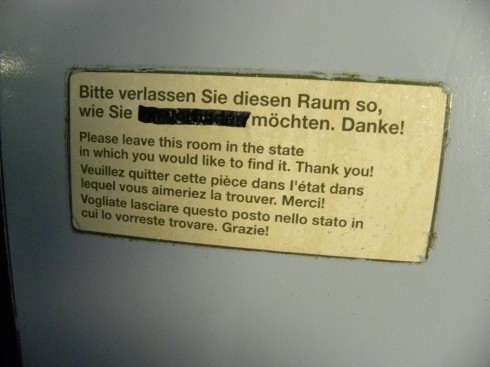 Bitte verlassen Sie diesen Raum so,
wie Sie möchten. Danke!
Please leave this room in the state
in which you would like to find it. Thank you!
Veuillez quitter cette pièce dans l'état dans
lequel vous aimeriez la trouver. Merci!
Vogliate lasciare questo posto nello stato in
cui lo vorreste trovare. Grazie!